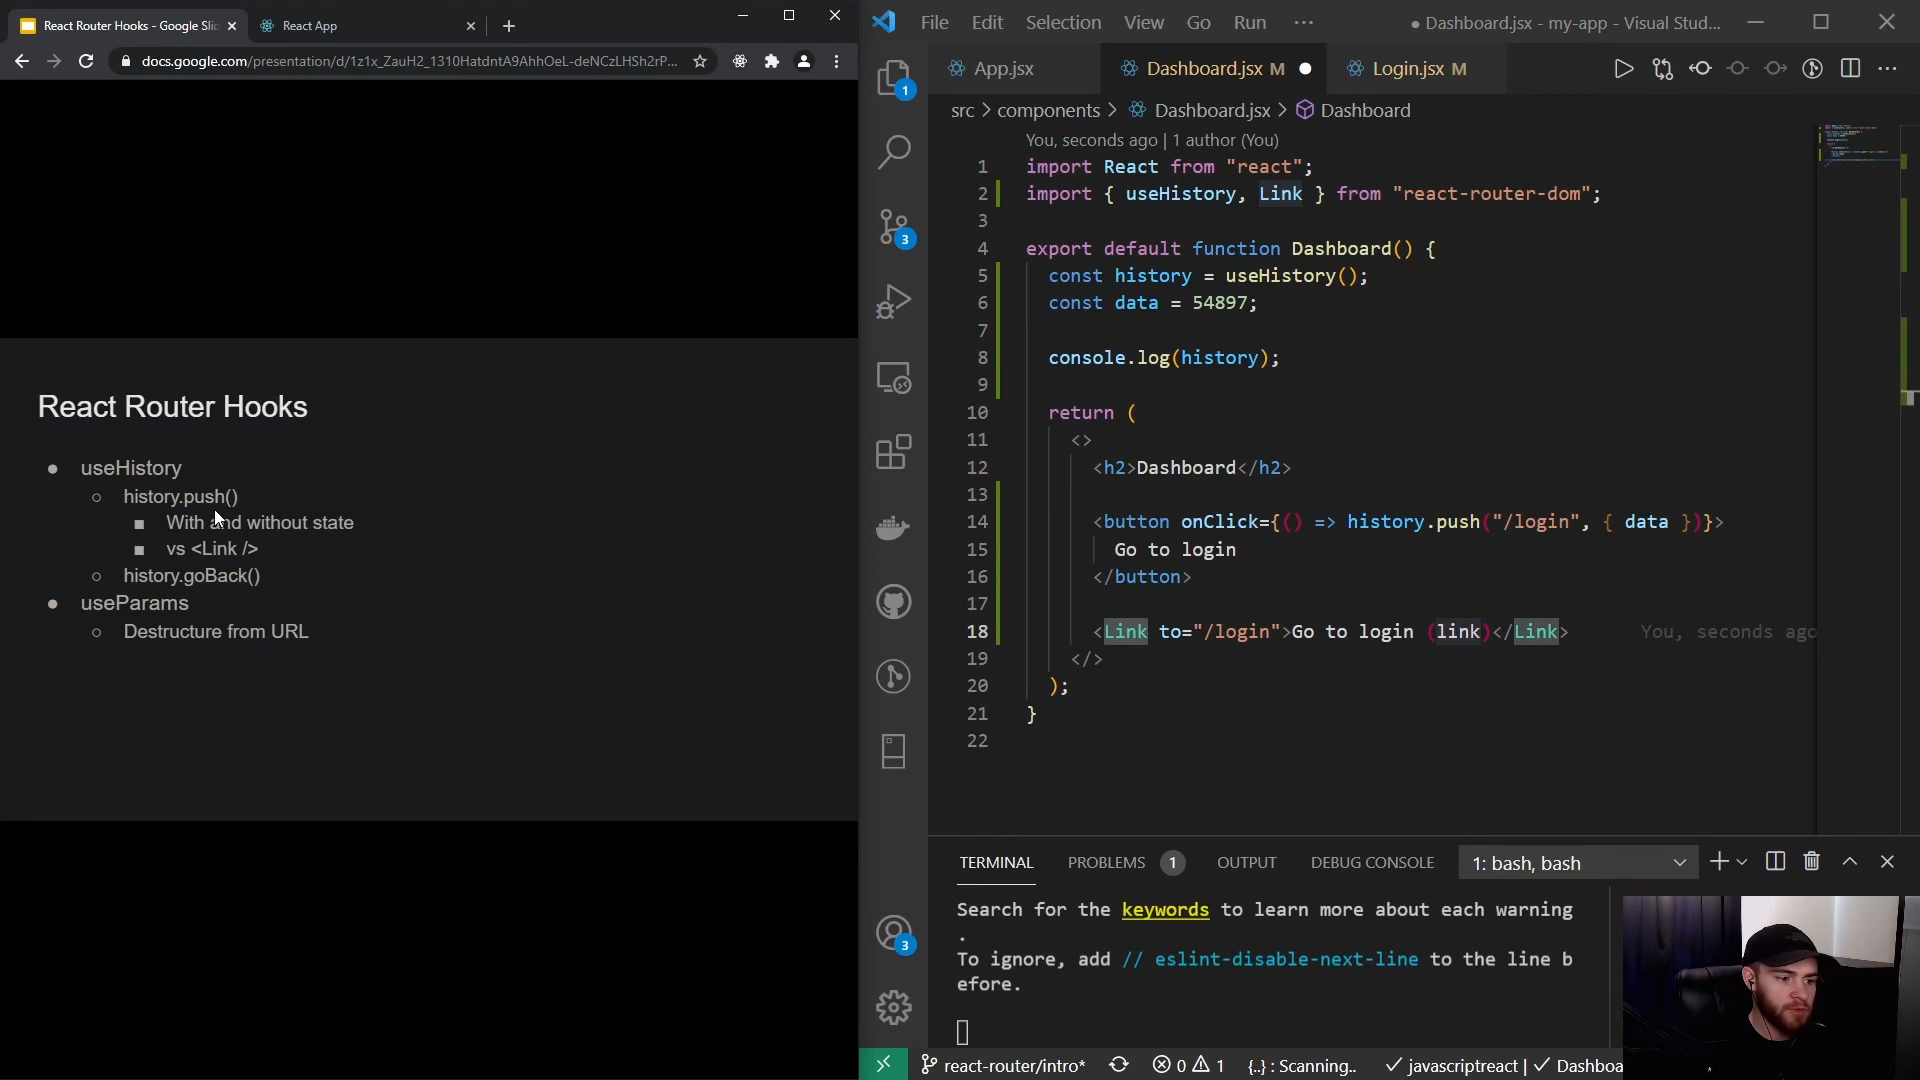 React Router Hooks - Google Slic
React App
docs.google.com/presentation/d/1z1x_ZauH2_1310HatdntA9AhhOeL-deNCzLHSh2rP...
React Router Hooks
useHistory
history.push()
With and without state
vs <Link />
history.goBack()
useParams
Destructure from URL
File Edit Selection View Go Run ···
● Dashboard.jsx - my-app - Visual Stud...
App.jsx
Dashboard.jsx M
Login.jsx M
src > components > Dashboard.jsx > Dashboard
You, seconds ago | 1 author (You)
1 import React from "react";
2 import { useHistory, Link } from "react-router-dom";
3
4 export default function Dashboard() {
5 const history = useHistory();
6 const data = 54897;
7
8 console.log(history);
9
10 return (
11 <>
12 <h2>Dashboard</h2>
13
14 <button onClick={() => history.push("/login", { data })}>
15 Go to login
16 </button>
17
18 <Link to="/login">Go to login (link)</Link> You, seconds ago
19 </>
20 );
21 }
22
1
3
3
TERMINAL PROBLEMS 1 OUTPUT DEBUG CONSOLE 1: bash, bash
Search for the keywords to learn more about each warning
.
To ignore, add // eslint-disable-next-line to the line b
efore.
react-router/intro* 0 1 {..} : Scanning.. javascriptreact | Dashboa